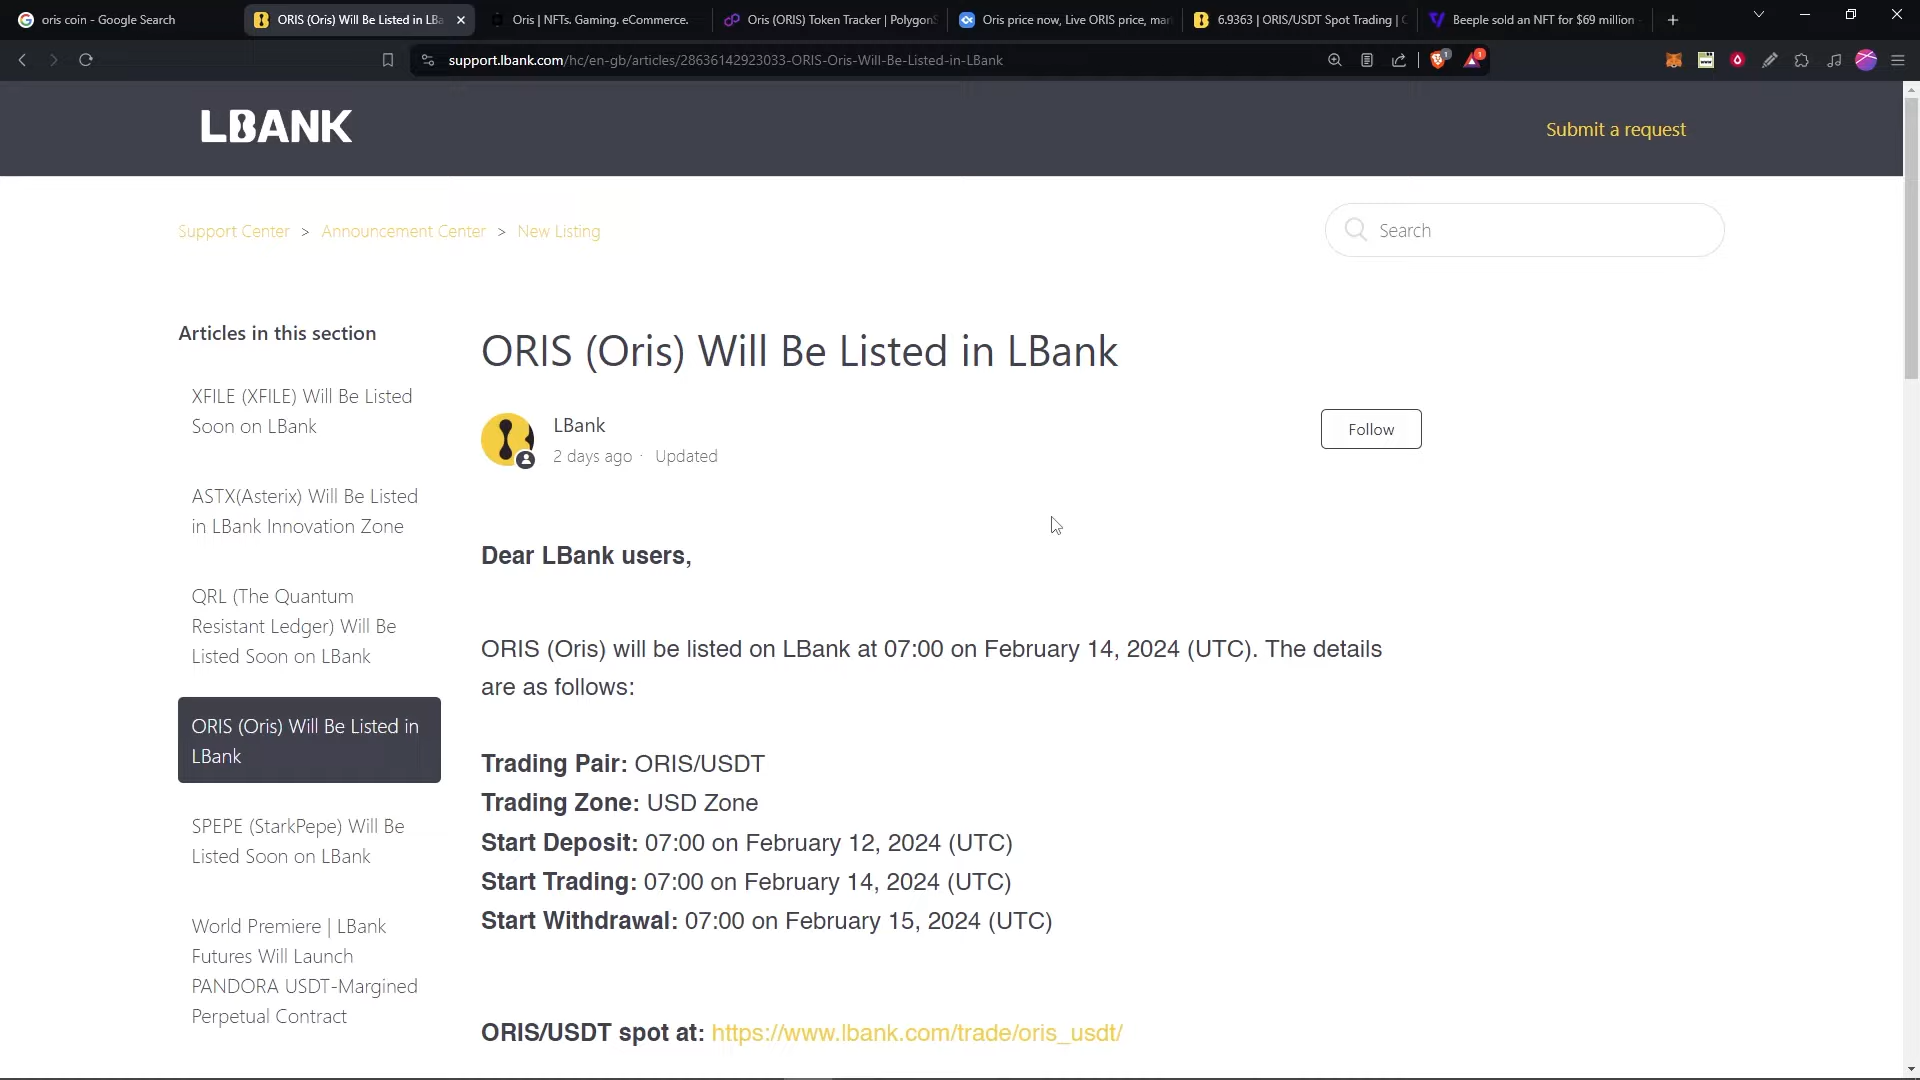 oris coin - Google Search
ORIS (Oris) Will Be Listed in LBa
Oris | NFTs. Gaming. eCommerce.
Oris (ORIS) Token Tracker | Polygon
Oris price now, Live ORIS price, mar
6.9363 | ORIS/USDT Spot Trading |
Beeple sold an NFT for $69 million
support.lbank.com/hc/en-gb/articles/28636142923033-ORIS-Oris-Will-Be-Listed-in-LBank
1
1
LBANK
Submit a request
Support Center > Announcement Center > New Listing
Search
Articles in this section
XFILE (XFILE) Will Be Listed
Soon on LBank
ASTX(Asterix) Will Be Listed
in LBank Innovation Zone
QRL (The Quantum
Resistant Ledger) Will Be
Listed Soon on LBank
ORIS (Oris) Will Be Listed in
LBank
SPEPE (StarkPepe) Will Be
Listed Soon on LBank
World Premiere | LBank
Futures Will Launch
PANDORA USDT-Margined
Perpetual Contract
ORIS (Oris) Will Be Listed in LBank
LBank
2 days ago · Updated
Follow
Dear LBank users,
ORIS (Oris) will be listed on LBank at 07:00 on February 14, 2024 (UTC). The details
are as follows:
Trading Pair: ORIS/USDT
Trading Zone: USD Zone
Start Deposit: 07:00 on February 12, 2024 (UTC)
Start Trading: 07:00 on February 14, 2024 (UTC)
Start Withdrawal: 07:00 on February 15, 2024 (UTC)
ORIS/USDT spot at: https://www.lbank.com/trade/oris_usdt/